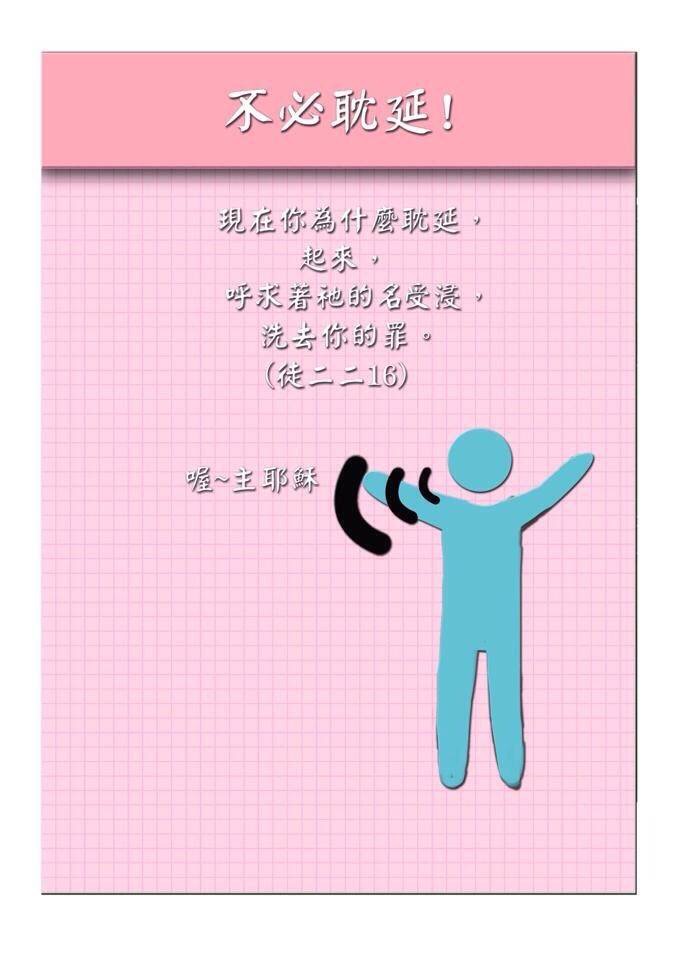 不必耽延!
現在你為什麼耽延，
起來，
呼求著祂的名受浸，
洗去你的罪。
(徒二二16)
喔~主耶穌